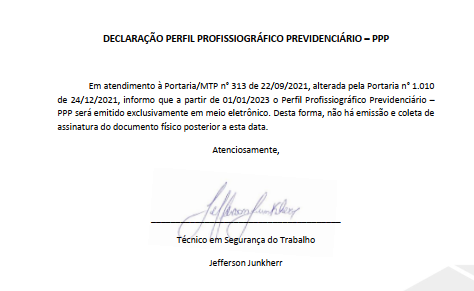 DECLARAÇÃO PERFIL PROFISSIOGRÁFICO PREVIDENCIÁRIO – PPP
Em atendimento à Portaria/MTP n° 313 de 22/09/2021, alterada pela Portaria n° 1.010
de 24/12/2021, informo que a partir de 01/01/2023 o Perfil Profissiográfico Previdenciário –
PPP será emitido exclusivamente em meio eletrônico. Desta forma, não há emissão e coleta de
assinatura do documento físico posterior a esta data.
Atenciosamente,
Jefferson Junkherr
Técnico em Segurança do Trabalho
Jefferson Junkherr